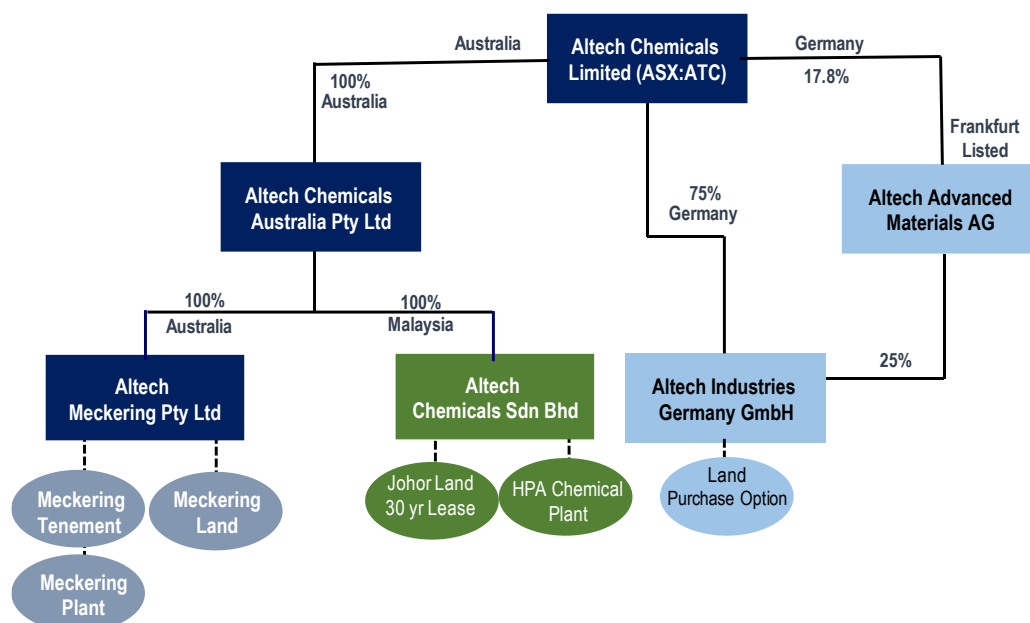 Australia
Altech Chemicals
Limited (ASX:ATC)
Germany
17.8%
100%
Australia
Frankfurt
Listed
Altech Chemicals
Australia Pty Ltd
75%
Germany
Altech Advanced
Materials AG
100%
Australia
100%
Malaysia
25%
Altech
Meckering Pty Ltd
Altech
Chemicals Sdn Bhd
Altech Industries
Germany GmbH
Meckering
Tenement
Meckering
Land
Johor Land
30 yr Lease
HPA Chemical
Plant
Land
Purchase Option
Meckering
Plant